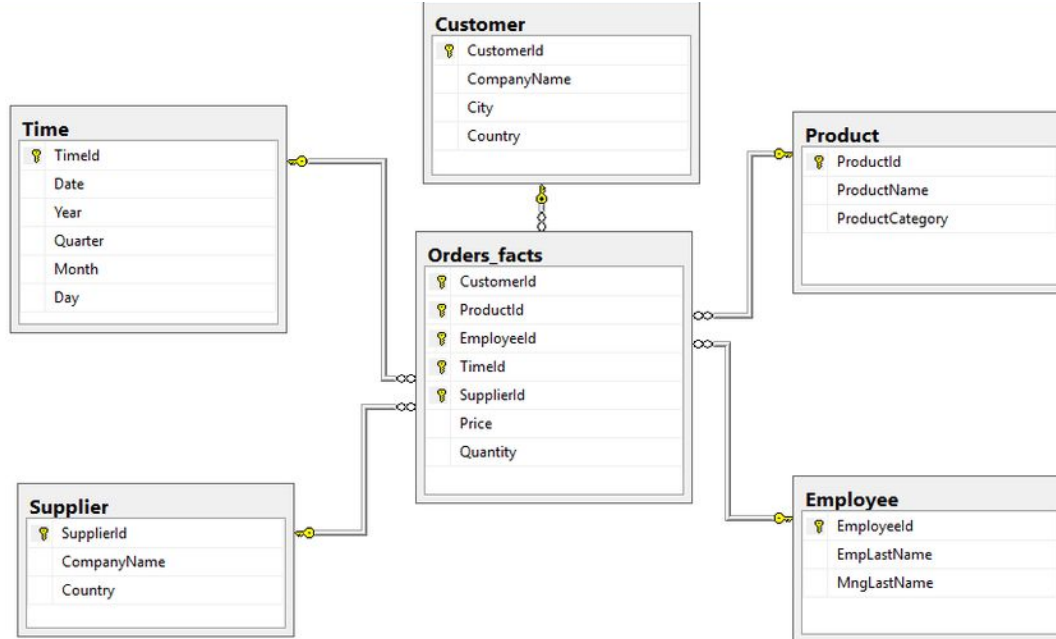 Customer
CustomerId
CompanyName
City
Country
Time
TimeId
Date
Year
Quarter
Month
Day
Product
ProductId
ProductName
ProductCategory
Orders_facts
CustomerId
ProductId
EmployeeId
TimeId
SupplierId
Price
Quantity
Supplier
SupplierId
CompanyName
Country
Employee
EmployeeId
EmpLastName
MngLastName